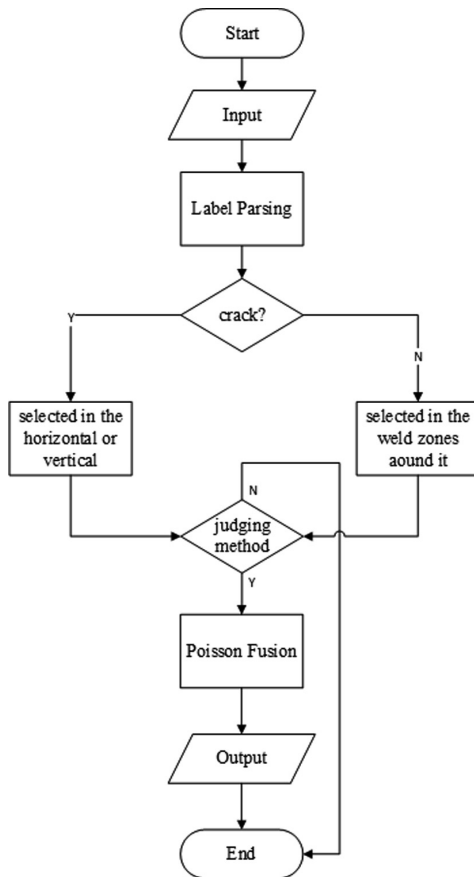 Start
Input
Label Parsing
crack?
Y
N
selected in the
horizontal or
vertical
selected in the
weld zones
aound it
N
judging
method
Y
Poisson Fusion
Output
End